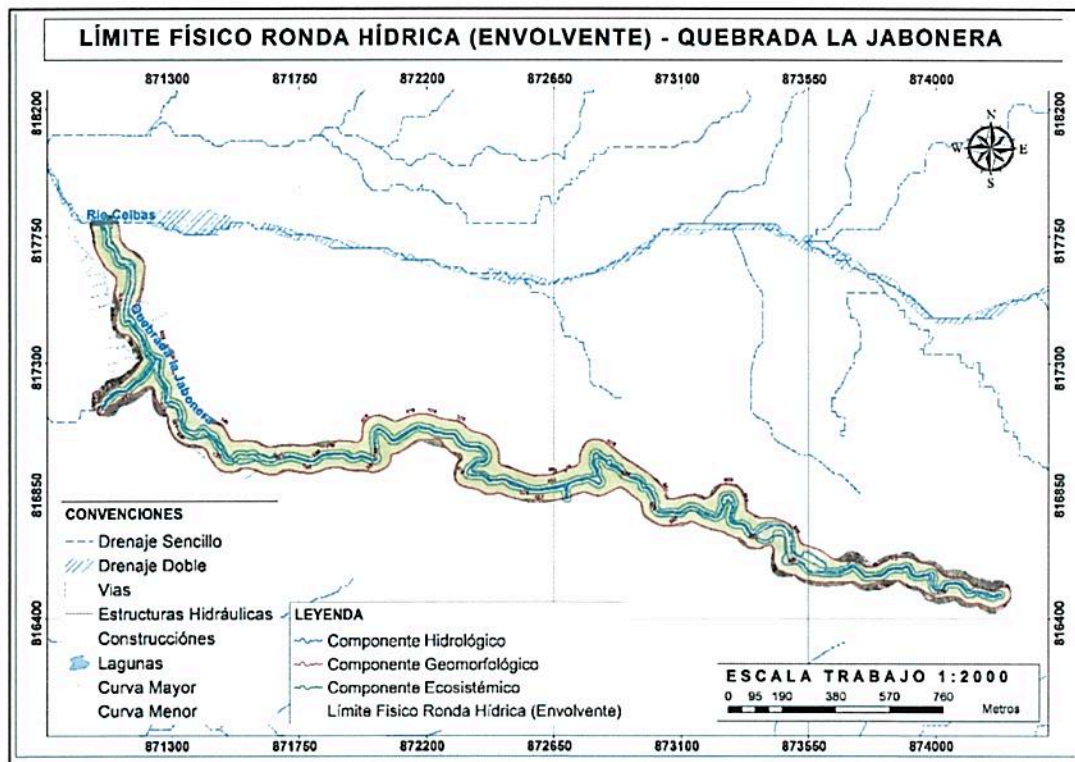 LÍMITE FÍSICO RONDA HÍDRICA (ENVOLVENTE) - QUEBRADA LA JABONERA
871300 871750 872200 872650 873100 873550 874000
818200 818200
N
W E
S
Río Ceibas
817750 817750
Quebrada la Jabonera
817300 817300
816850 816850
CONVENCIONES
Drenaje Sencillo
Drenaje Doble
Vias
Estructuras Hidráulicas
Construcciónes
Lagunas
Curva Mayor
Curva Menor
816400 816400
LEYENDA
Componente Hidrológico
Componente Geomorfológico
Componente Ecosistémico
Límite Fisico Ronda Hídrica (Envolvente)
ESCALA TRABAJO 1:2000
0 95 190 380 570 760
Metros
871300 871750 872200 872650 873100 873550 874000